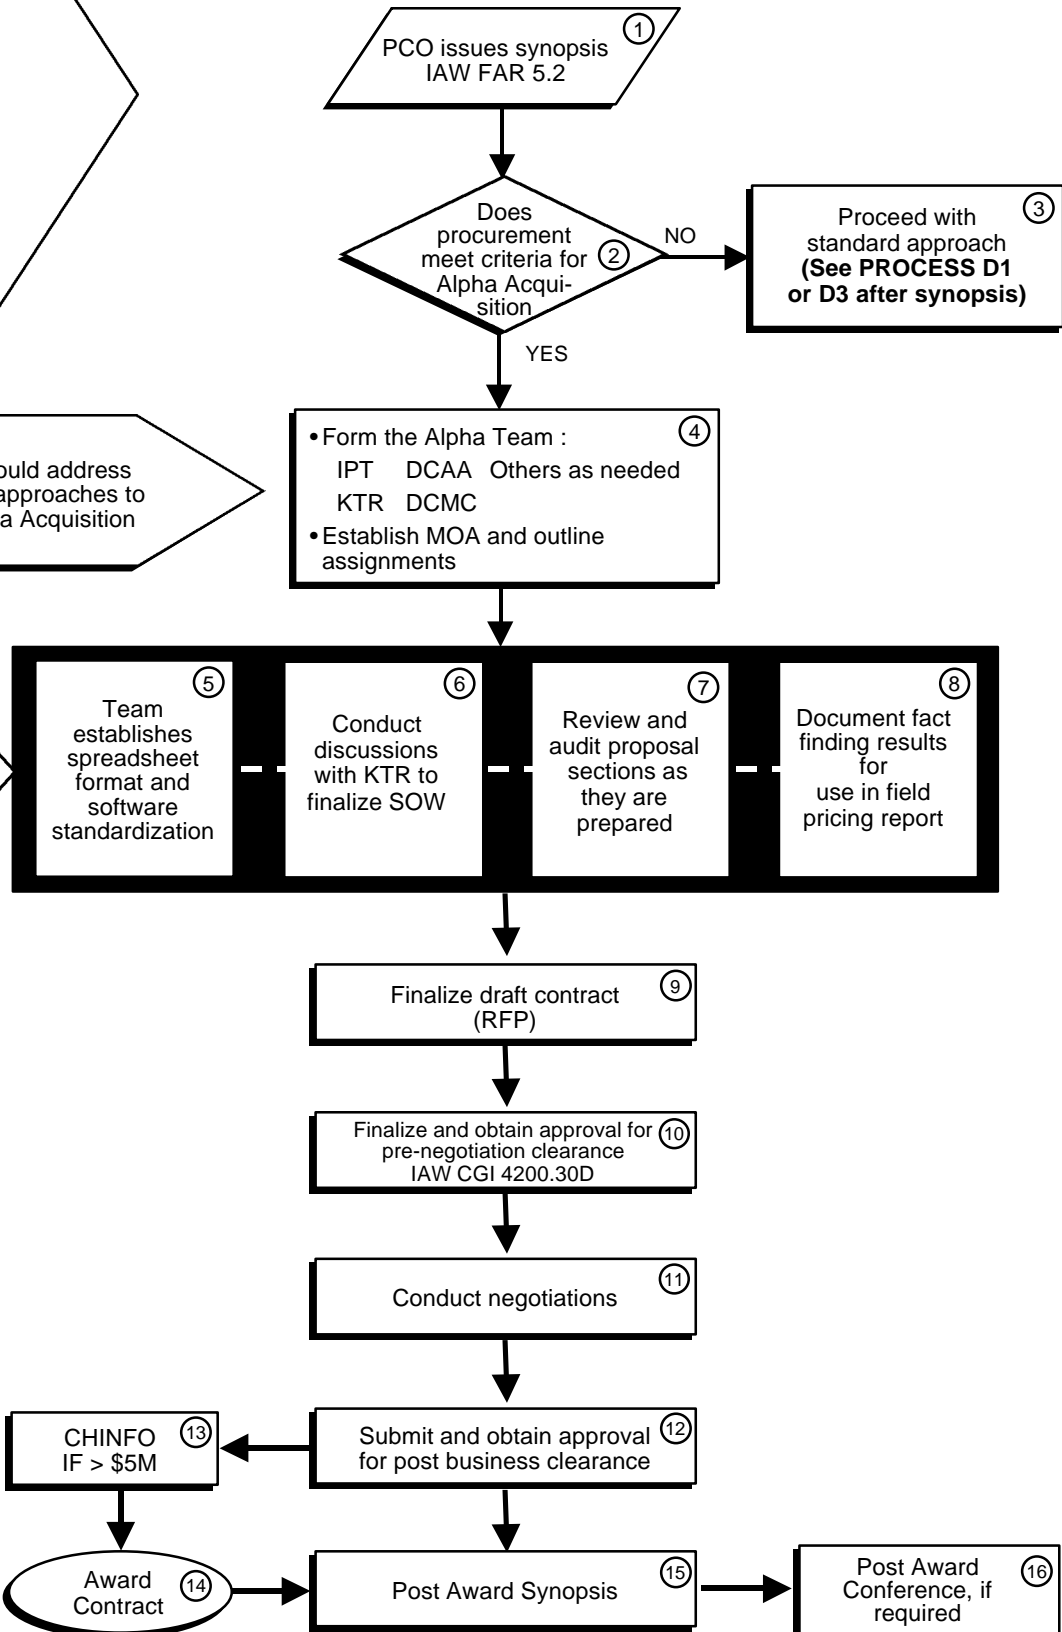 1
PCO issues synopsis
IAW FAR 5.2
Does
procurement
meet criteria for
Alpha Acqui-
sition
2
NO
3
Proceed with
standard approach
(See PROCESS D1
or D3 after synopsis)
YES
address
approaches to
Acquisition
4
• Form the Alpha Team :
IPT DCAA Others as needed
KTR DCMC
• Establish MOA and outline
assignments
5
Team
establishes
spreadsheet
format and
software
standardization
6
Conduct
discussions
with KTR to
finalize SOW
7
Review and
audit proposal
sections as
they are
prepared
8
Document fact
finding results
for
use in field
pricing report
9
Finalize draft contract
(RFP)
10
Finalize and obtain approval for
pre-negotiation clearance
IAW CGI 4200.30D
11
Conduct negotiations
12
Submit and obtain approval
for post business clearance
13
CHINFO
IF > $5M
14
Award
Contract
15
Post Award Synopsis
16
Post Award
Conference, if
required